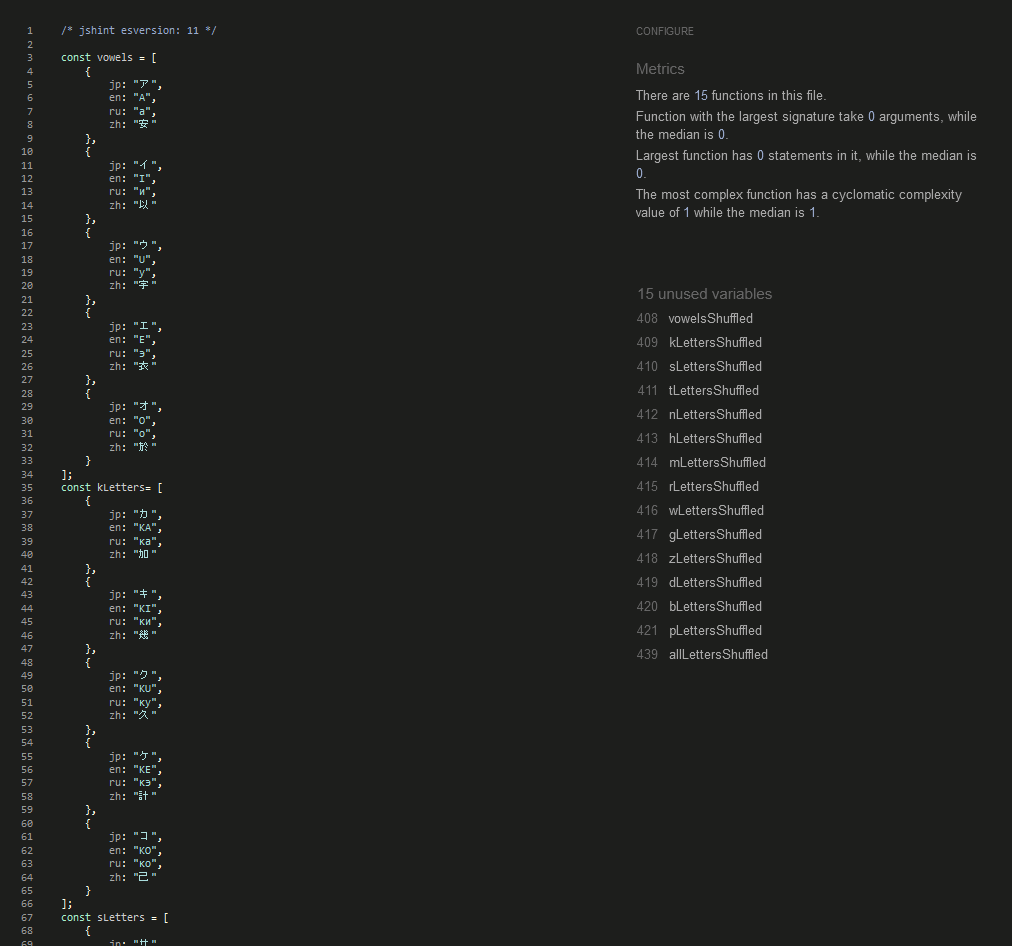 1 /* jshint esversion: 11 */
2
3 const vowels = [
4 {
5 jp: "ア",
6 en: "A",
7 ru: "а",
8 zh: "安"
9 },
10 {
11 jp: "イ",
12 en: "I",
13 ru: "и",
14 zh: "以"
15 },
16 {
17 jp: "ウ",
18 en: "U",
19 ru: "у",
20 zh: "字"
21 },
22 {
23 jp: "エ",
24 en: "E",
25 ru: "э",
26 zh: "衣"
27 },
28 {
29 jp: "オ",
30 en: "O",
31 ru: "о",
32 zh: "於"
33 }
34 ];
35 const kLetters= [
36 {
37 jp: "カ",
38 en: "KA",
39 ru: "ка",
40 zh: "加"
41 },
42 {
43 jp: "キ",
44 en: "KI",
45 ru: "ки",
46 zh: "幾"
47 },
48 {
49 jp: "ク",
50 en: "KU",
51 ru: "ку",
52 zh: "久"
53 },
54 {
55 jp: "ケ",
56 en: "KE",
57 ru: "кэ",
58 zh: "計"
59 },
60 {
61 jp: "コ",
62 en: "KO",
63 ru: "ко",
64 zh: "己"
65 }
66 ];
67 const sLetters = [
68 {
69 jp: "サ",
CONFIGURE
Metrics
There are 15 functions in this file.
Function with the largest signature take 0 arguments, while
the median is 0.
Largest function has 0 statements in it, while the median is
0.
The most complex function has a cyclomatic complexity
value of 1 while the median is 1.
15 unused variables
408 vowelsShuffled
409 kLettersShuffled
410 sLettersShuffled
411 tLettersShuffled
412 nLettersShuffled
413 hLettersShuffled
414 mLettersShuffled
415 rLettersShuffled
416 wLettersShuffled
417 gLettersShuffled
418 zLettersShuffled
419 dLettersShuffled
420 bLettersShuffled
421 pLettersShuffled
439 allLettersShuffled